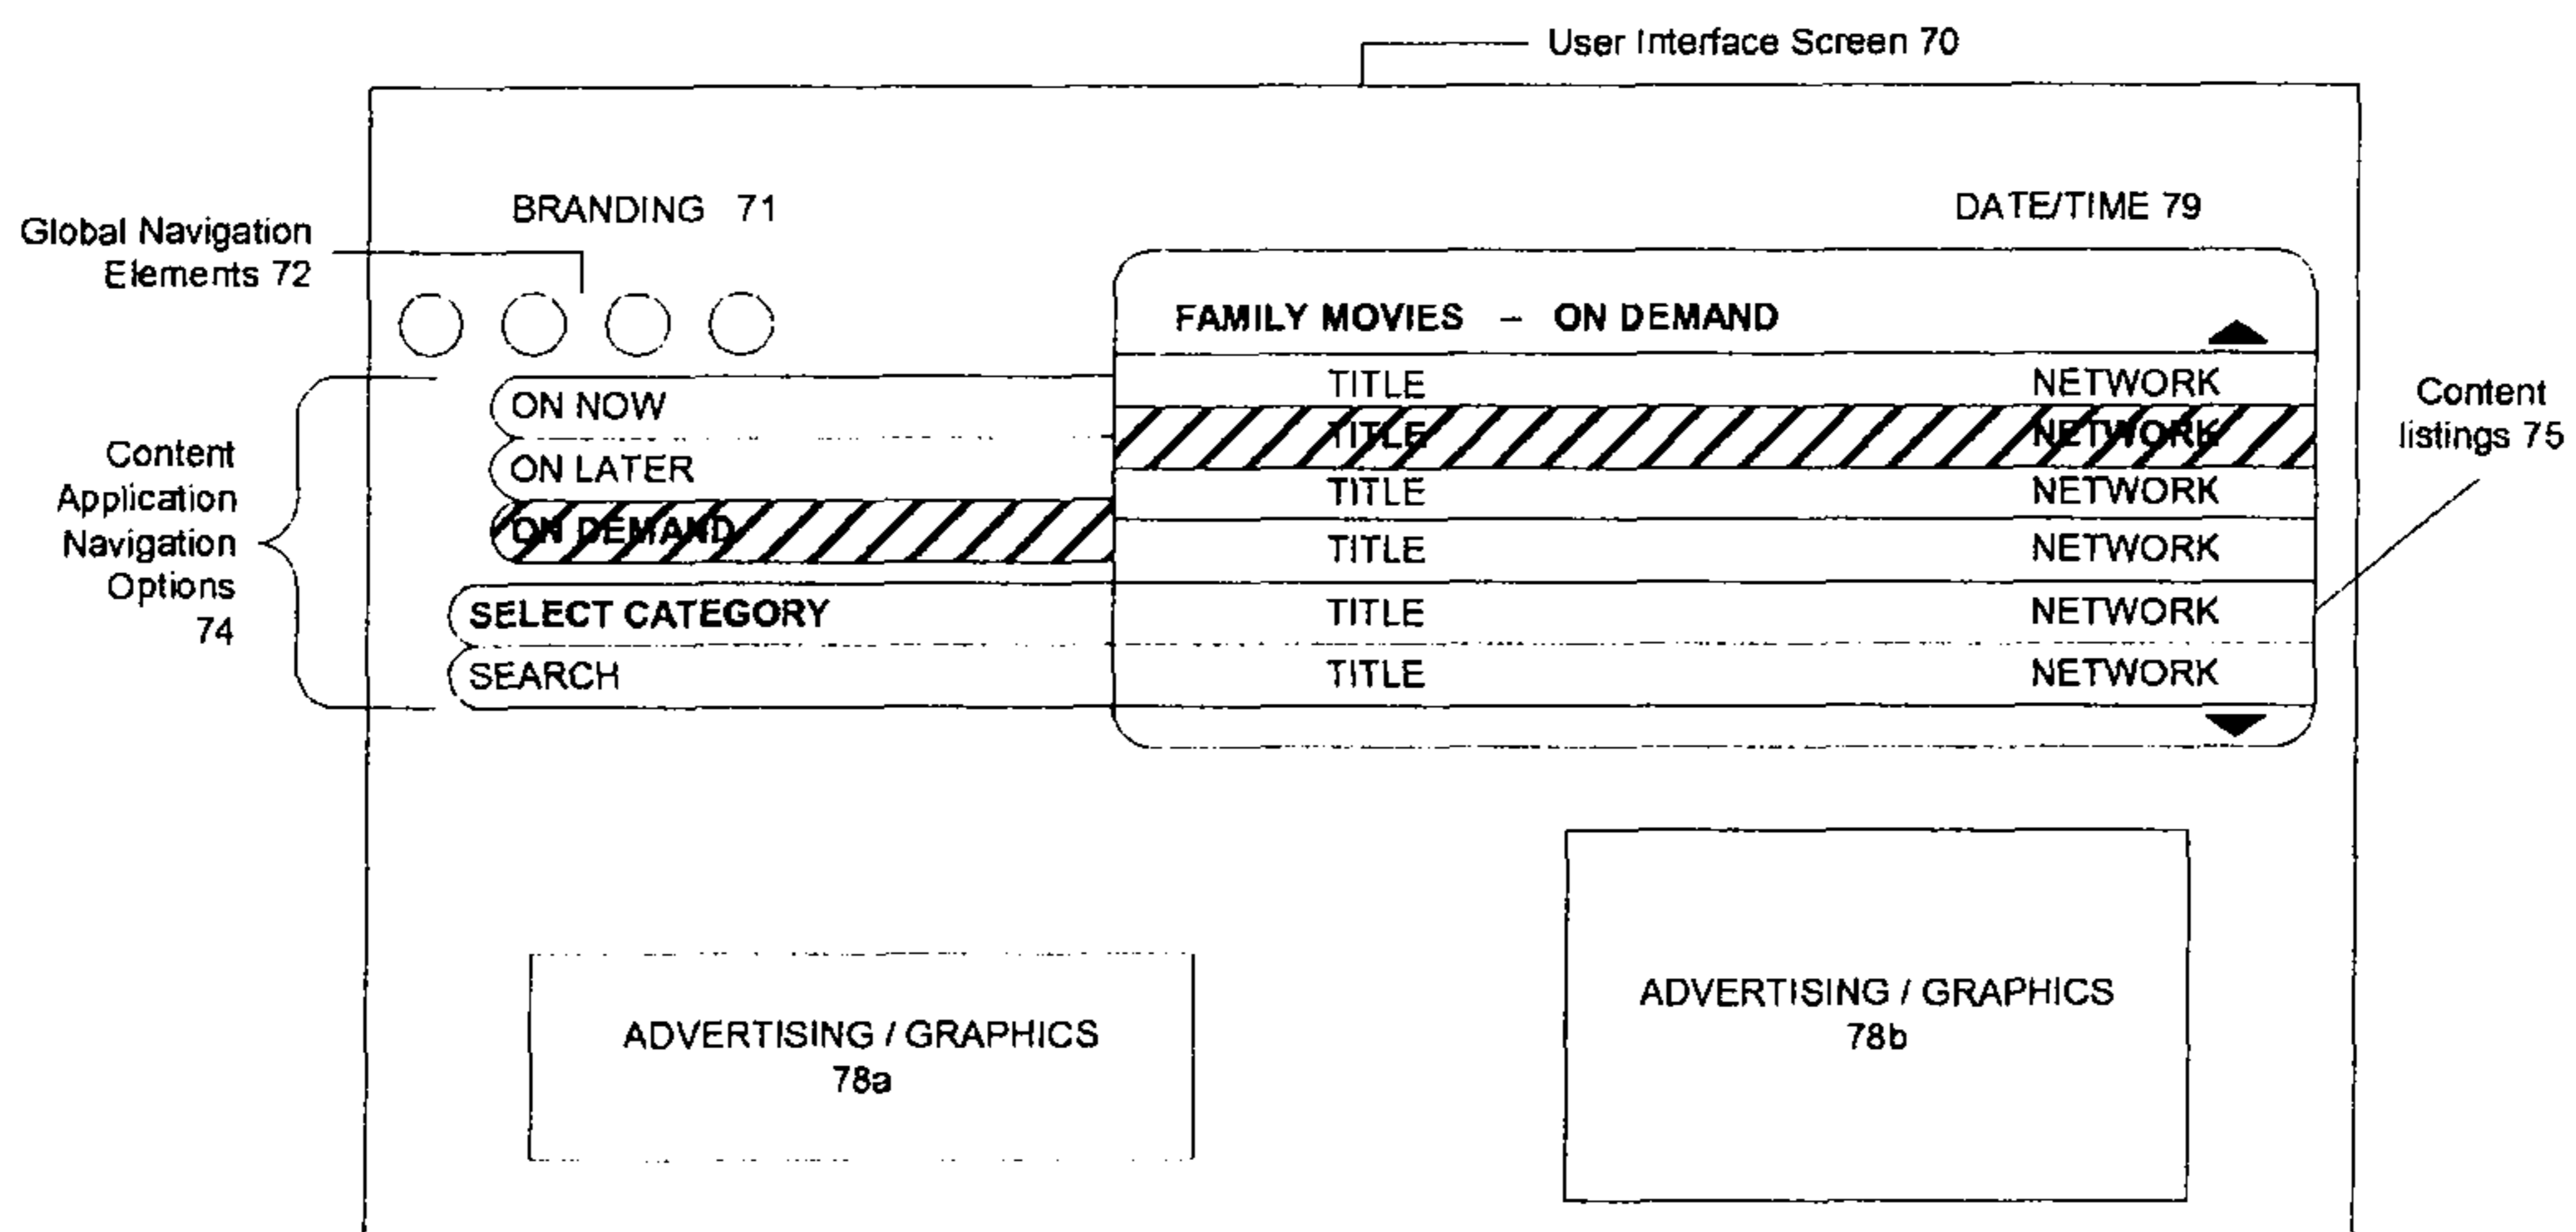 User Interface Screen 70
BRANDING 71
DATE/TIME 79
Global Navigation
Elements 72
FAMILY MOVIES – ON DEMAND
Content
Application
Navigation
Options
74
ON NOW
ON LATER
ON DEMAND
SELECT CATEGORY
SEARCH
TITLE NETWORK
TITLE NETWORK
TITLE NETWORK
TITLE NETWORK
TITLE NETWORK
TITLE NETWORK
Content
listings 75
ADVERTISING / GRAPHICS
78a
ADVERTISING / GRAPHICS
78b